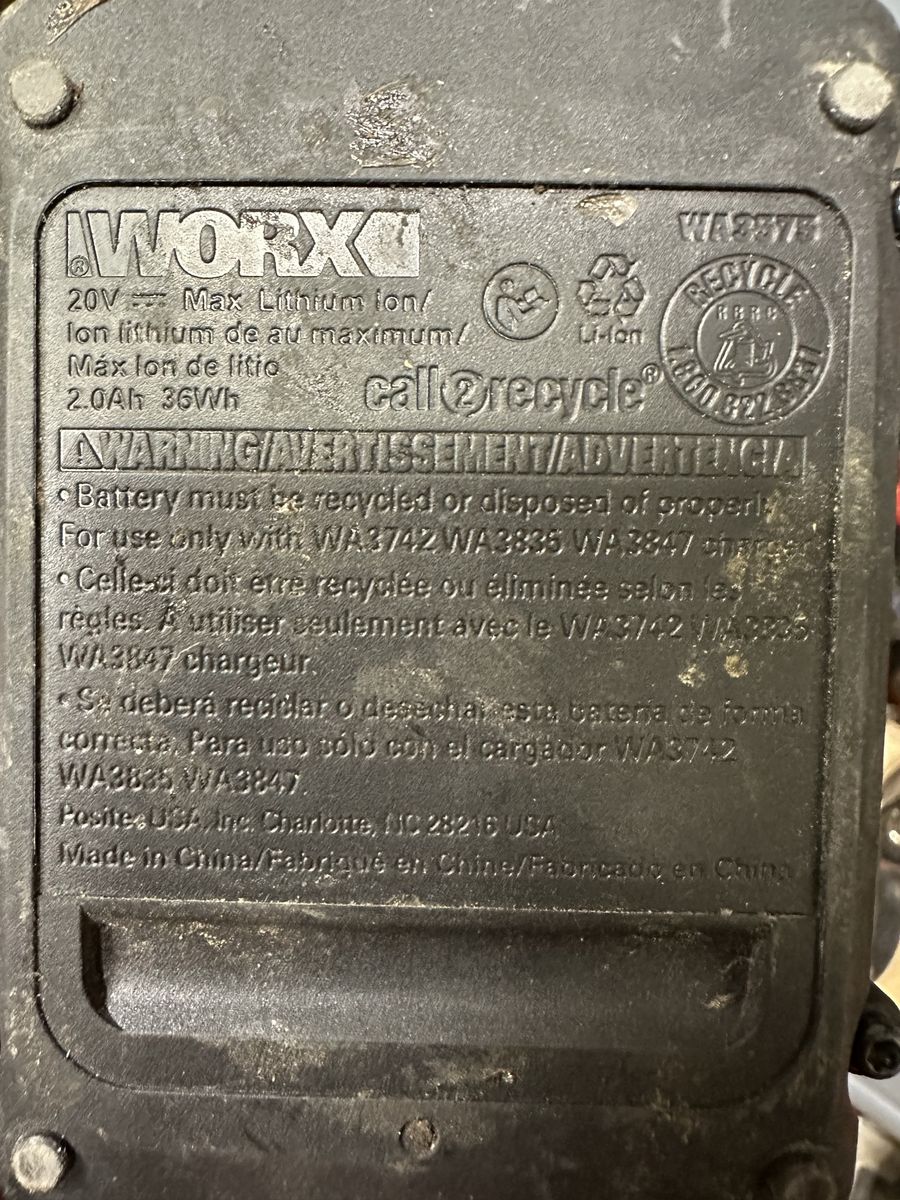 WORX®
WA3575
20V Max Lithium Ion/
Ion lithium de au maximum/
Máx Ion de litio
2.0Ah 36Wh
Li-Ion
call2recycle®
RECYCLE
RBRC
1.800.822.8837
WARNING/AVERTISSEMENT/ADVERTENCIA
• Battery must be recycled or disposed of properly.
For use only with WA3742 WA3835 WA3847 charger
• Celle-ci doit être recyclée ou éliminée selon les
règles. A utiliser seulement avec le WA3742 WA3835
WA3847 chargeur.
• Se deberá reciclar o desechar esta batería de forma
correcta. Para uso sólo con el cargador WA3742
WA3835 WA3847.
Positec USA, Inc. Charlotte, NC 28216 USA
Made in China/Fabriqué en Chine/Fabricado en China